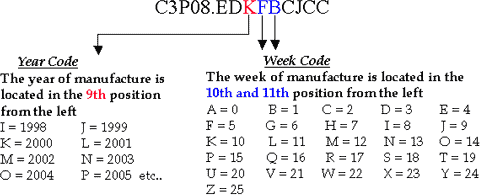 C3P08.EDKFBCJCC
Year Code
The year of manufacture is
located in the 9th position
from the left
I = 1998 J = 1999
K = 2000 L = 2001
M = 2002 N = 2003
O = 2004 P = 2005 etc..
Week Code
The week of manufacture is located in the
10th and 11th position from the left
A = 0 B = 1 C = 2 D = 3 E = 4
F = 5 G = 6 H = 7 I = 8 J = 9
K = 10 L = 11 M = 12 N = 13 O = 14
P = 15 Q = 16 R = 17 S = 18 T = 19
U = 20 V = 21 W = 22 X = 23 Y = 24
Z = 25